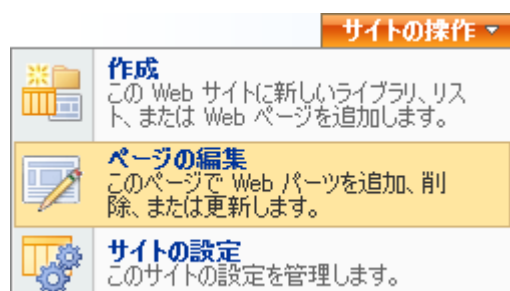 サイトの操作
作成
この Web サイトに新しいライブラリ、リス
ト、または Web ページを追加します。
ページの編集
このページで Web パーツを追加、削
除、または更新します。
サイトの設定
このサイトの設定を管理します。